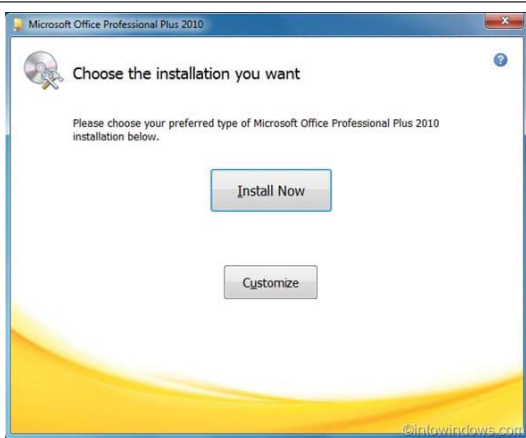 Microsoft Office Professional Plus 2010
Choose the installation you want
Please choose your preferred type of Microsoft Office Professional Plus 2010
installation below.
Install Now
Customize
©intowindows.com